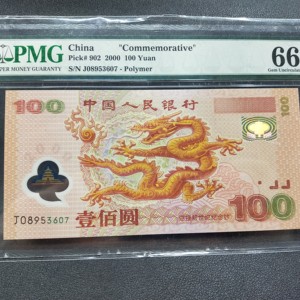 PMG
PAPER MONEY GUARANTY
China "Commemorative"
Pick# 902 2000 100 Yuan
S/N J08953607 - Polymer
66
Gem Uncirculated
100
中国人民银行
100
J08953607
壹佰圆
100